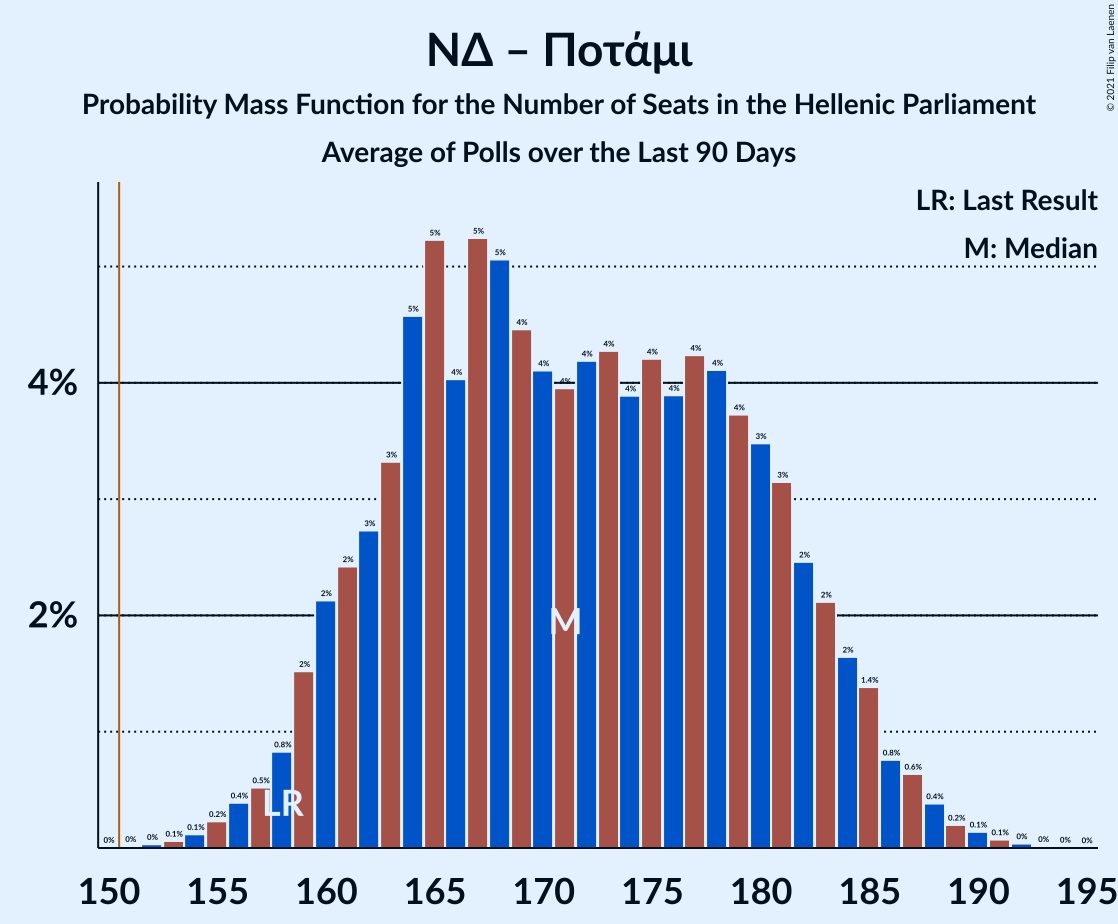 ΝΔ – Ποτάμι
Probability Mass Function for the Number of Seats in the Hellenic Parliament
Average of Polls over the Last 90 Days
© 2021 Filip van Laenen
LR: Last Result
M: Median
4%
2%
0% 0% 0% 0.1% 0.1% 0.2% 0.4% 0.5% 0.8% 2% 2% 2% 3% 3% 5% 5% 4% 5% 5% 4% 4% 4% 4% 4% 4% 4% 4% 4% 4% 4% 3% 3% 2% 2% 2% 1.4% 0.8% 0.6% 0.4% 0.2% 0.1% 0.1% 0% 0% 0% 0%
M
LR
150 155 160 165 170 175 180 185 190 195